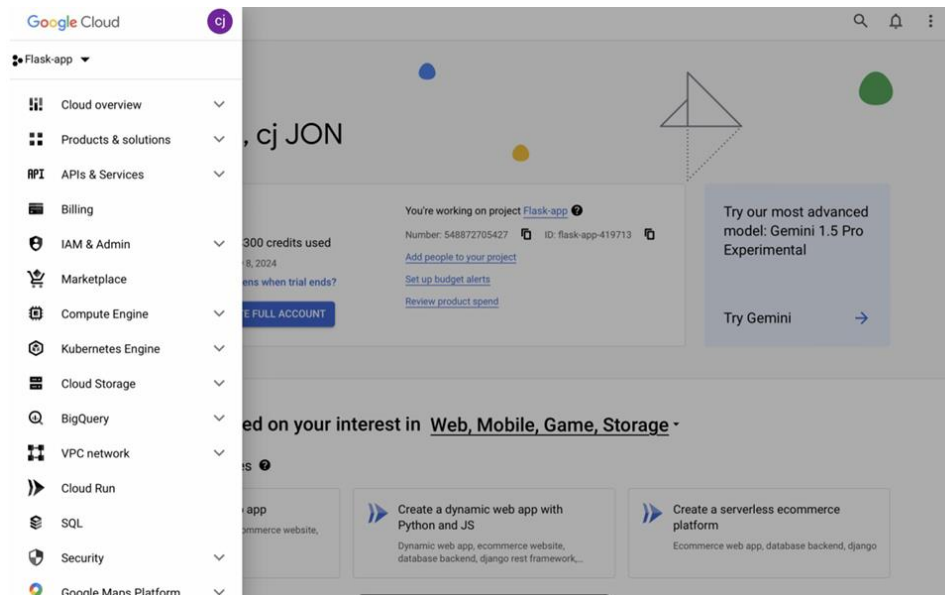 Google Cloud
cj
Flask-app
Cloud overview
Products & solutions
API APIs & Services
Billing
IAM & Admin
Marketplace
Compute Engine
Kubernetes Engine
Cloud Storage
BigQuery
VPC network
Cloud Run
SQL
Security
Google Maps Platform
, cj JON
300 credits used
8, 2024
ens when trial ends?
E FULL ACCOUNT
You're working on project Flask-app
Number: 548872705427 ID: flask-app-419713
Add people to your project
Set up budget alerts
Review product spend
Try our most advanced
model: Gemini 1.5 Pro
Experimental
Try Gemini
ed on your interest in Web, Mobile, Game, Storage
es
app
ommerce website,
Create a dynamic web app with
Python and JS
Dynamic web app, ecommerce website,
database backend, django rest framework,...
Create a serverless ecommerce
platform
Ecommerce web app, database backend, django